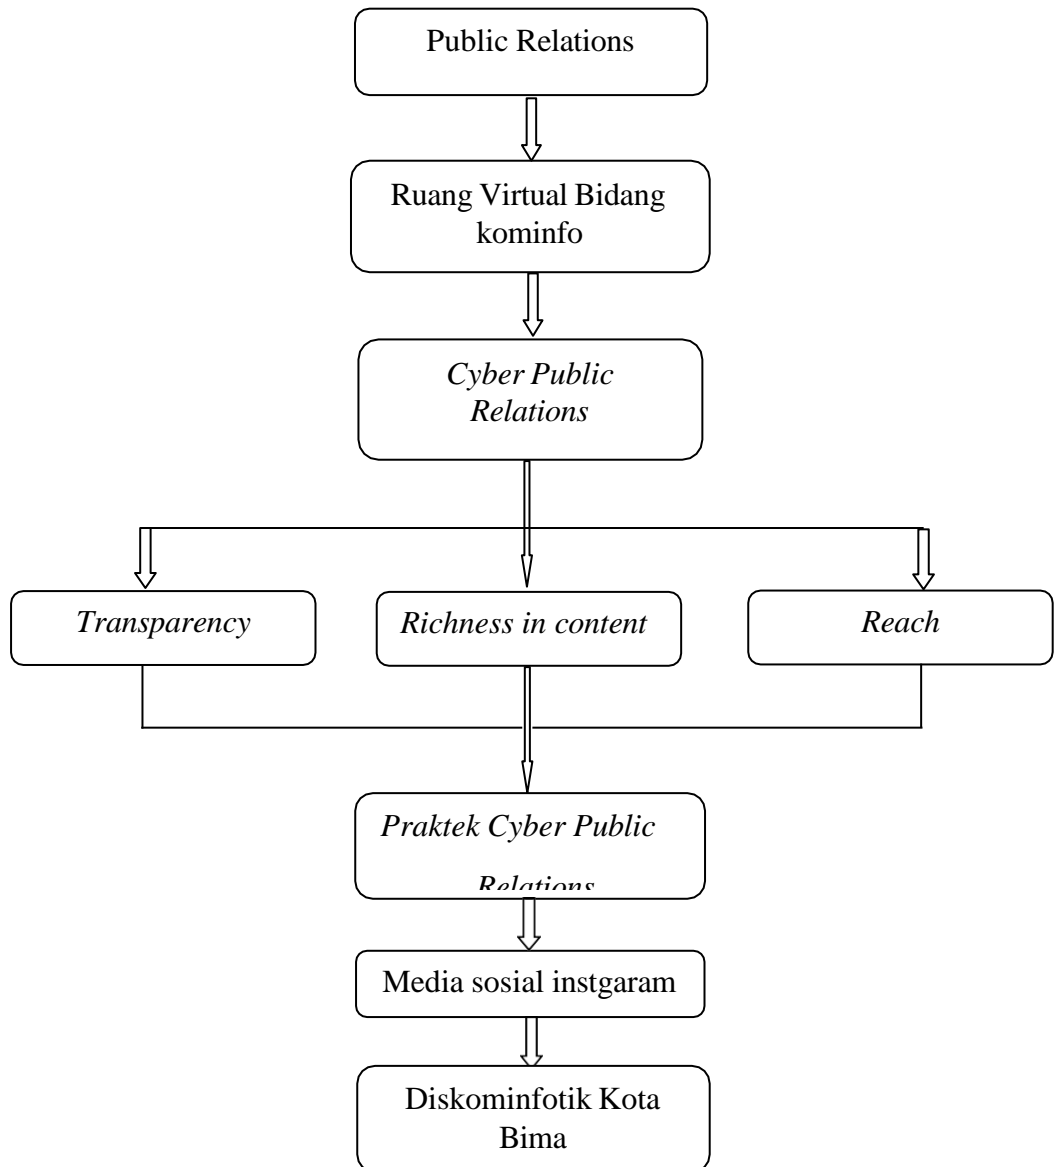 Public Relations
Ruang Virtual Bidang
kominfo
Cyber Public
Relations
Transparency
Richness in content
Reach
Praktek Cyber Public
Relations
Media sosial instgaram
Diskominfotik Kota
Bima